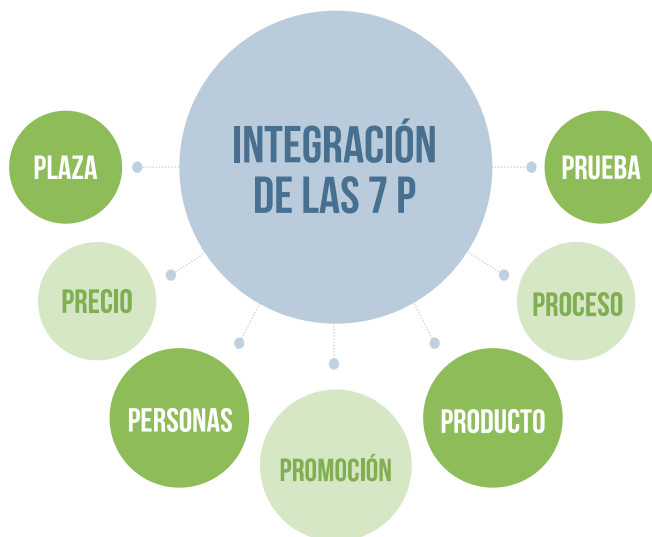 INTEGRACIÓN
DE LAS 7 P
PLAZA
PRUEBA
PRECIO
PROCESO
PERSONAS
PRODUCTO
PROMOCIÓN